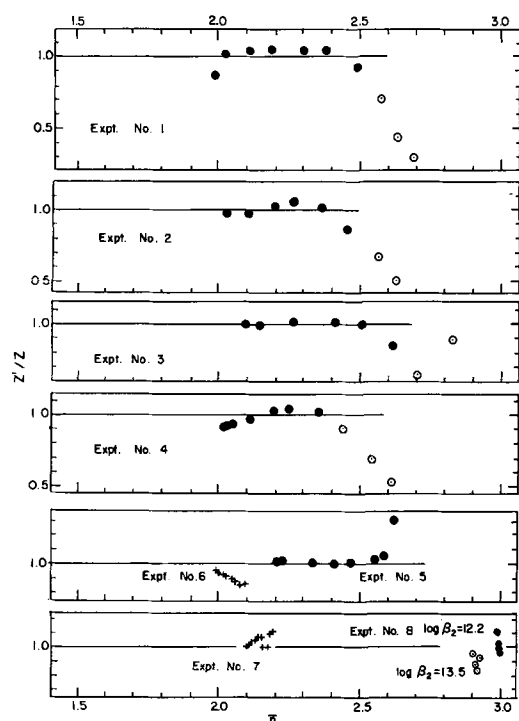 1.5 2.0 2.5 3.0
1.0
0.5
Expt. No. 1
1.0
0.5
Expt. No. 2
1.0
Expt. No. 3
Z'/Z
1.0
0.5
Expt. No. 4
1.0
Expt. No. 6
Expt. No. 5
1.0
Expt. No. 7
Expt. No. 8 log β₂=12.2
log β₂=13.5
1.5 2.0 2.5 3.0